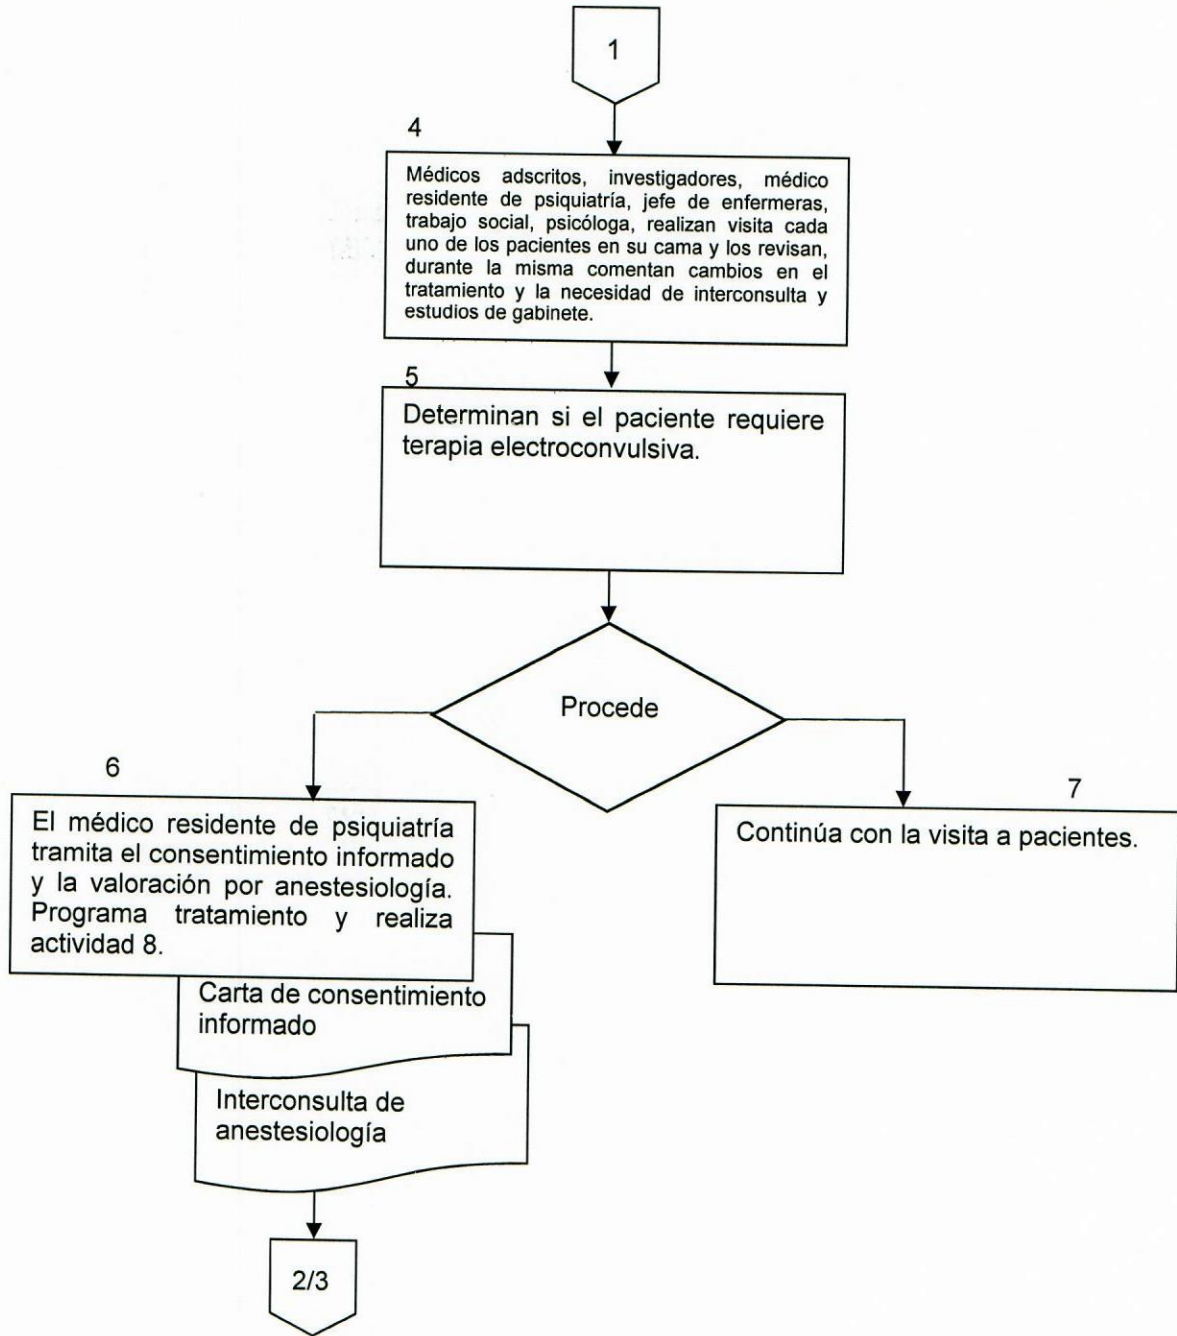 1
4
Médicos adscritos, investigadores, médico
residente de psiquiatría, jefe de enfermeras,
trabajo social, psicóloga, realizan visita cada
uno de los pacientes en su cama y los revisan,
durante la misma comentan cambios en el
tratamiento y la necesidad de interconsulta y
estudios de gabinete.
5
Determinan si el paciente requiere
terapia electroconvulsiva.
Procede
6
El médico residente de psiquiatría
tramita el consentimiento informado
y la valoración por anestesiología.
Programa tratamiento y realiza
actividad 8.
Carta de consentimiento
informado
Interconsulta de
anestesiología
2/3
7
Continúa con la visita a pacientes.